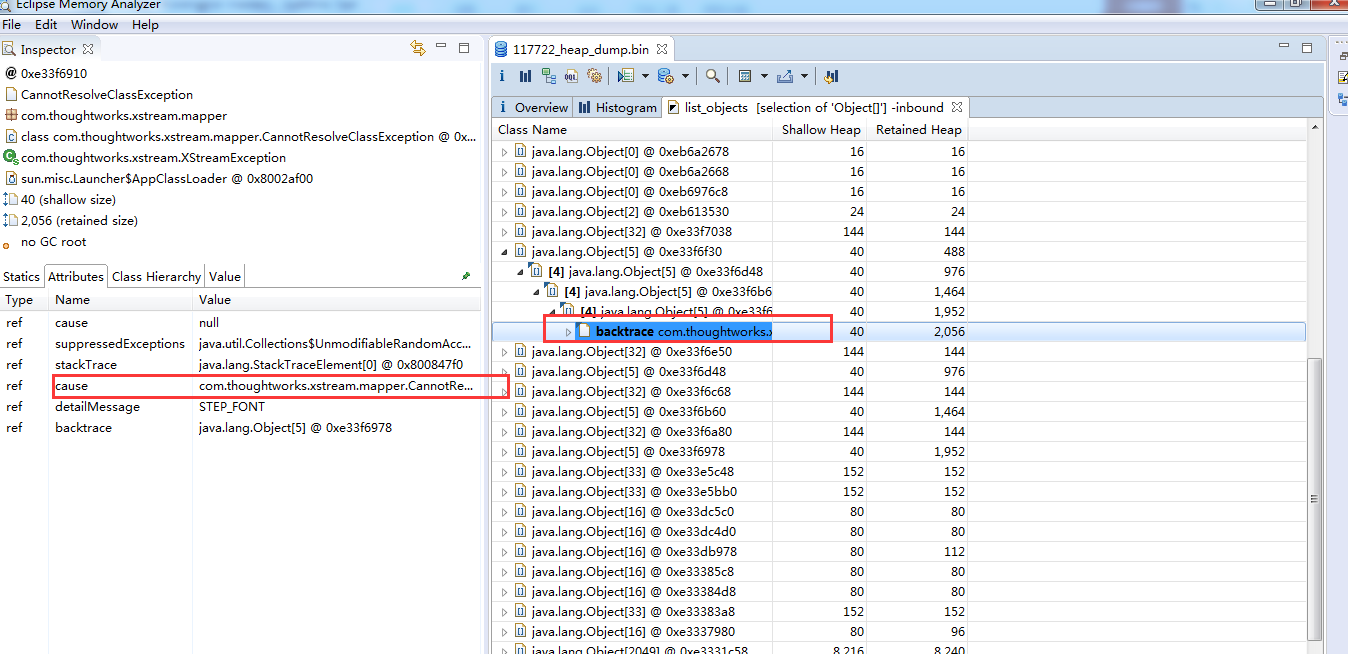 Eclipse Memory Analyzer
File Edit Window Help
Inspector
0xe33f6910
CannotResolveClassException
com.thoughtworks.xstream.mapper
class com.thoughtworks.xstream.mapper.CannotResolveClassException @ 0x...
com.thoughtworks.xstream.XStreamException
sun.misc.Launcher$AppClassLoader @ 0x8002af00
40 (shallow size)
2,056 (retained size)
no GC root
Statics Attributes Class Hierarchy Value
Type Name Value
ref cause null
ref suppressedExceptions java.util.Collections$UnmodifiableRandomAcc...
ref stackTrace java.lang.StackTraceElement[0] @ 0x800847f0
ref cause com.thoughtworks.xstream.mapper.CannotRe...
ref detailMessage STEP_FONT
ref backtrace java.lang.Object[5] @ 0xe33f6978
117722_heap_dump.bin
i OQL
i Overview Histogram list_objects [selection of 'Object[]'] -inbound
Class Name Shallow Heap Retained Heap
java.lang.Object[0] @ 0xeb6a2678 16 16
java.lang.Object[0] @ 0xeb6a2668 16 16
java.lang.Object[0] @ 0xeb6976c8 16 16
java.lang.Object[2] @ 0xeb613530 24 24
java.lang.Object[32] @ 0xe33f7038 144 144
java.lang.Object[5] @ 0xe33f6f30 40 488
[4] java.lang.Object[5] @ 0xe33f6d48 40 976
[4] java.lang.Object[5] @ 0xe33f6b6 40 1,464
[4] java.lang.Object[5] @ 0xe33f6 40 1,952
backtrace com.thoughtworks.x 40 2,056
java.lang.Object[32] @ 0xe33f6e50 144 144
java.lang.Object[5] @ 0xe33f6d48 40 976
java.lang.Object[32] @ 0xe33f6c68 144 144
java.lang.Object[5] @ 0xe33f6b60 40 1,464
java.lang.Object[32] @ 0xe33f6a80 144 144
java.lang.Object[5] @ 0xe33f6978 40 1,952
java.lang.Object[33] @ 0xe33e5c48 152 152
java.lang.Object[33] @ 0xe33e5bb0 152 152
java.lang.Object[16] @ 0xe33dc5c0 80 80
java.lang.Object[16] @ 0xe33dc4d0 80 80
java.lang.Object[16] @ 0xe33db978 80 112
java.lang.Object[16] @ 0xe33385c8 80 80
java.lang.Object[16] @ 0xe33384d8 80 80
java.lang.Object[33] @ 0xe33383a8 152 152
java.lang.Object[16] @ 0xe3337980 80 96
java.lang.Object[2049] @ 0xe3331c58 8,216 8,240